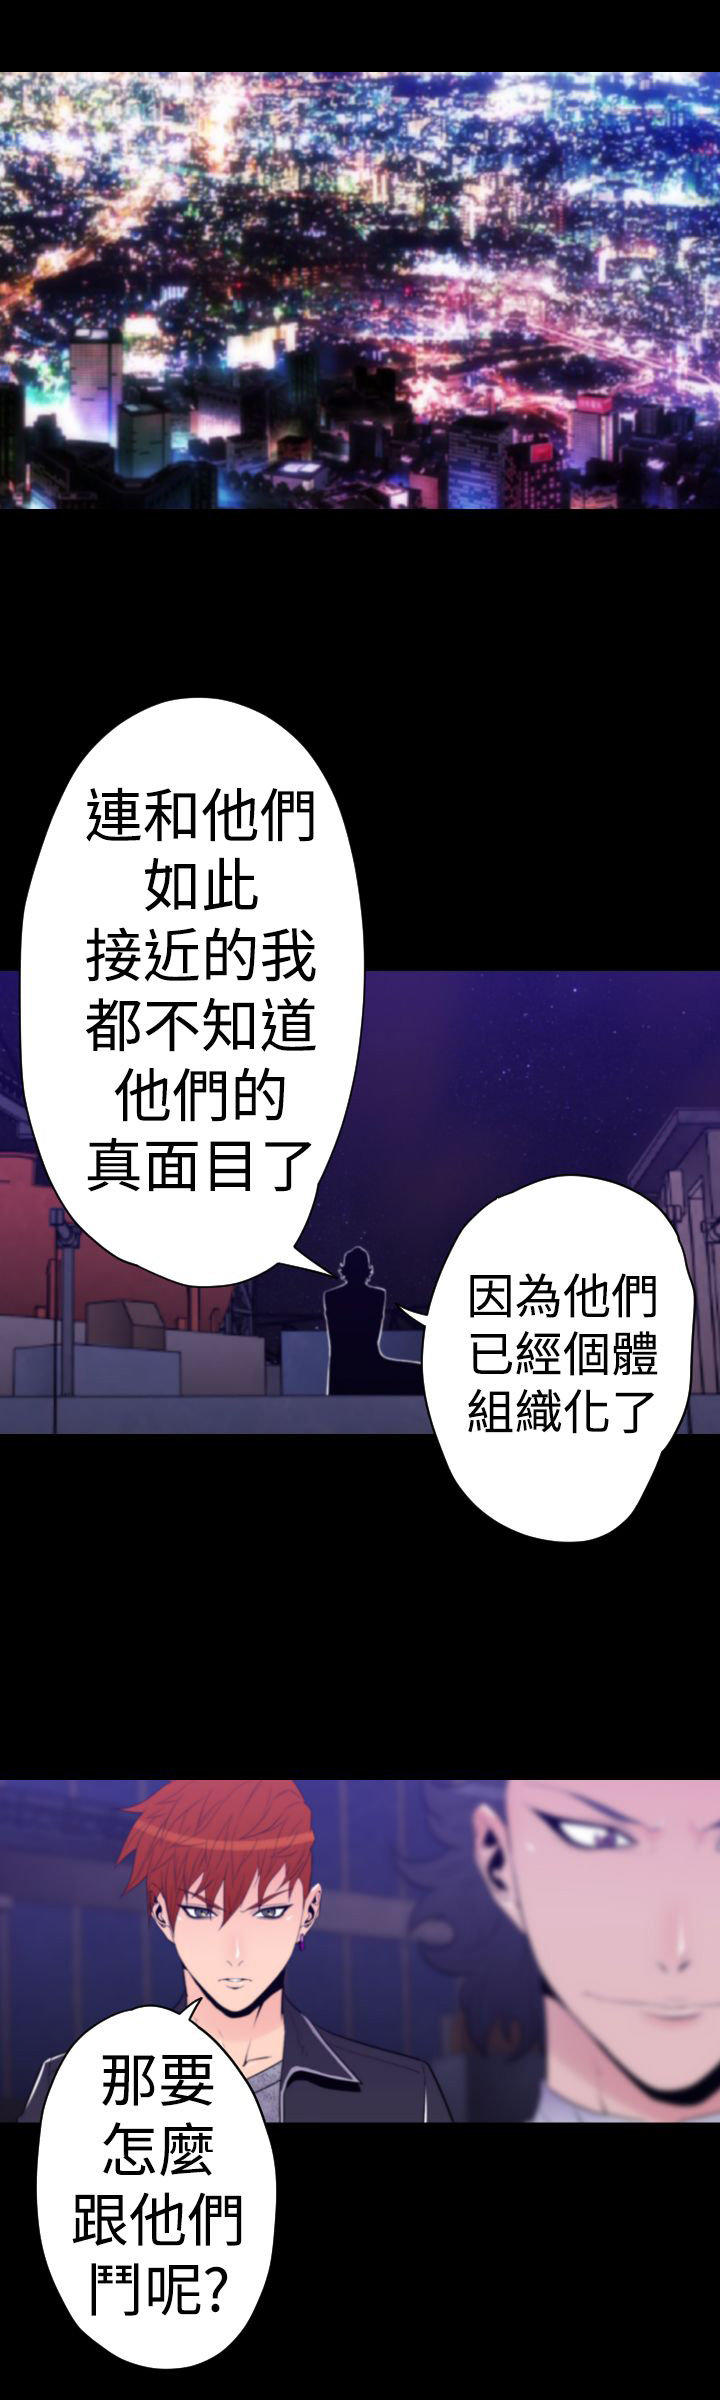 連和他們
如此
接近的我
都不知道
他們的
真面目了
因為他們
已經個體
組織化了
那要
怎麼
跟他們
鬥呢?